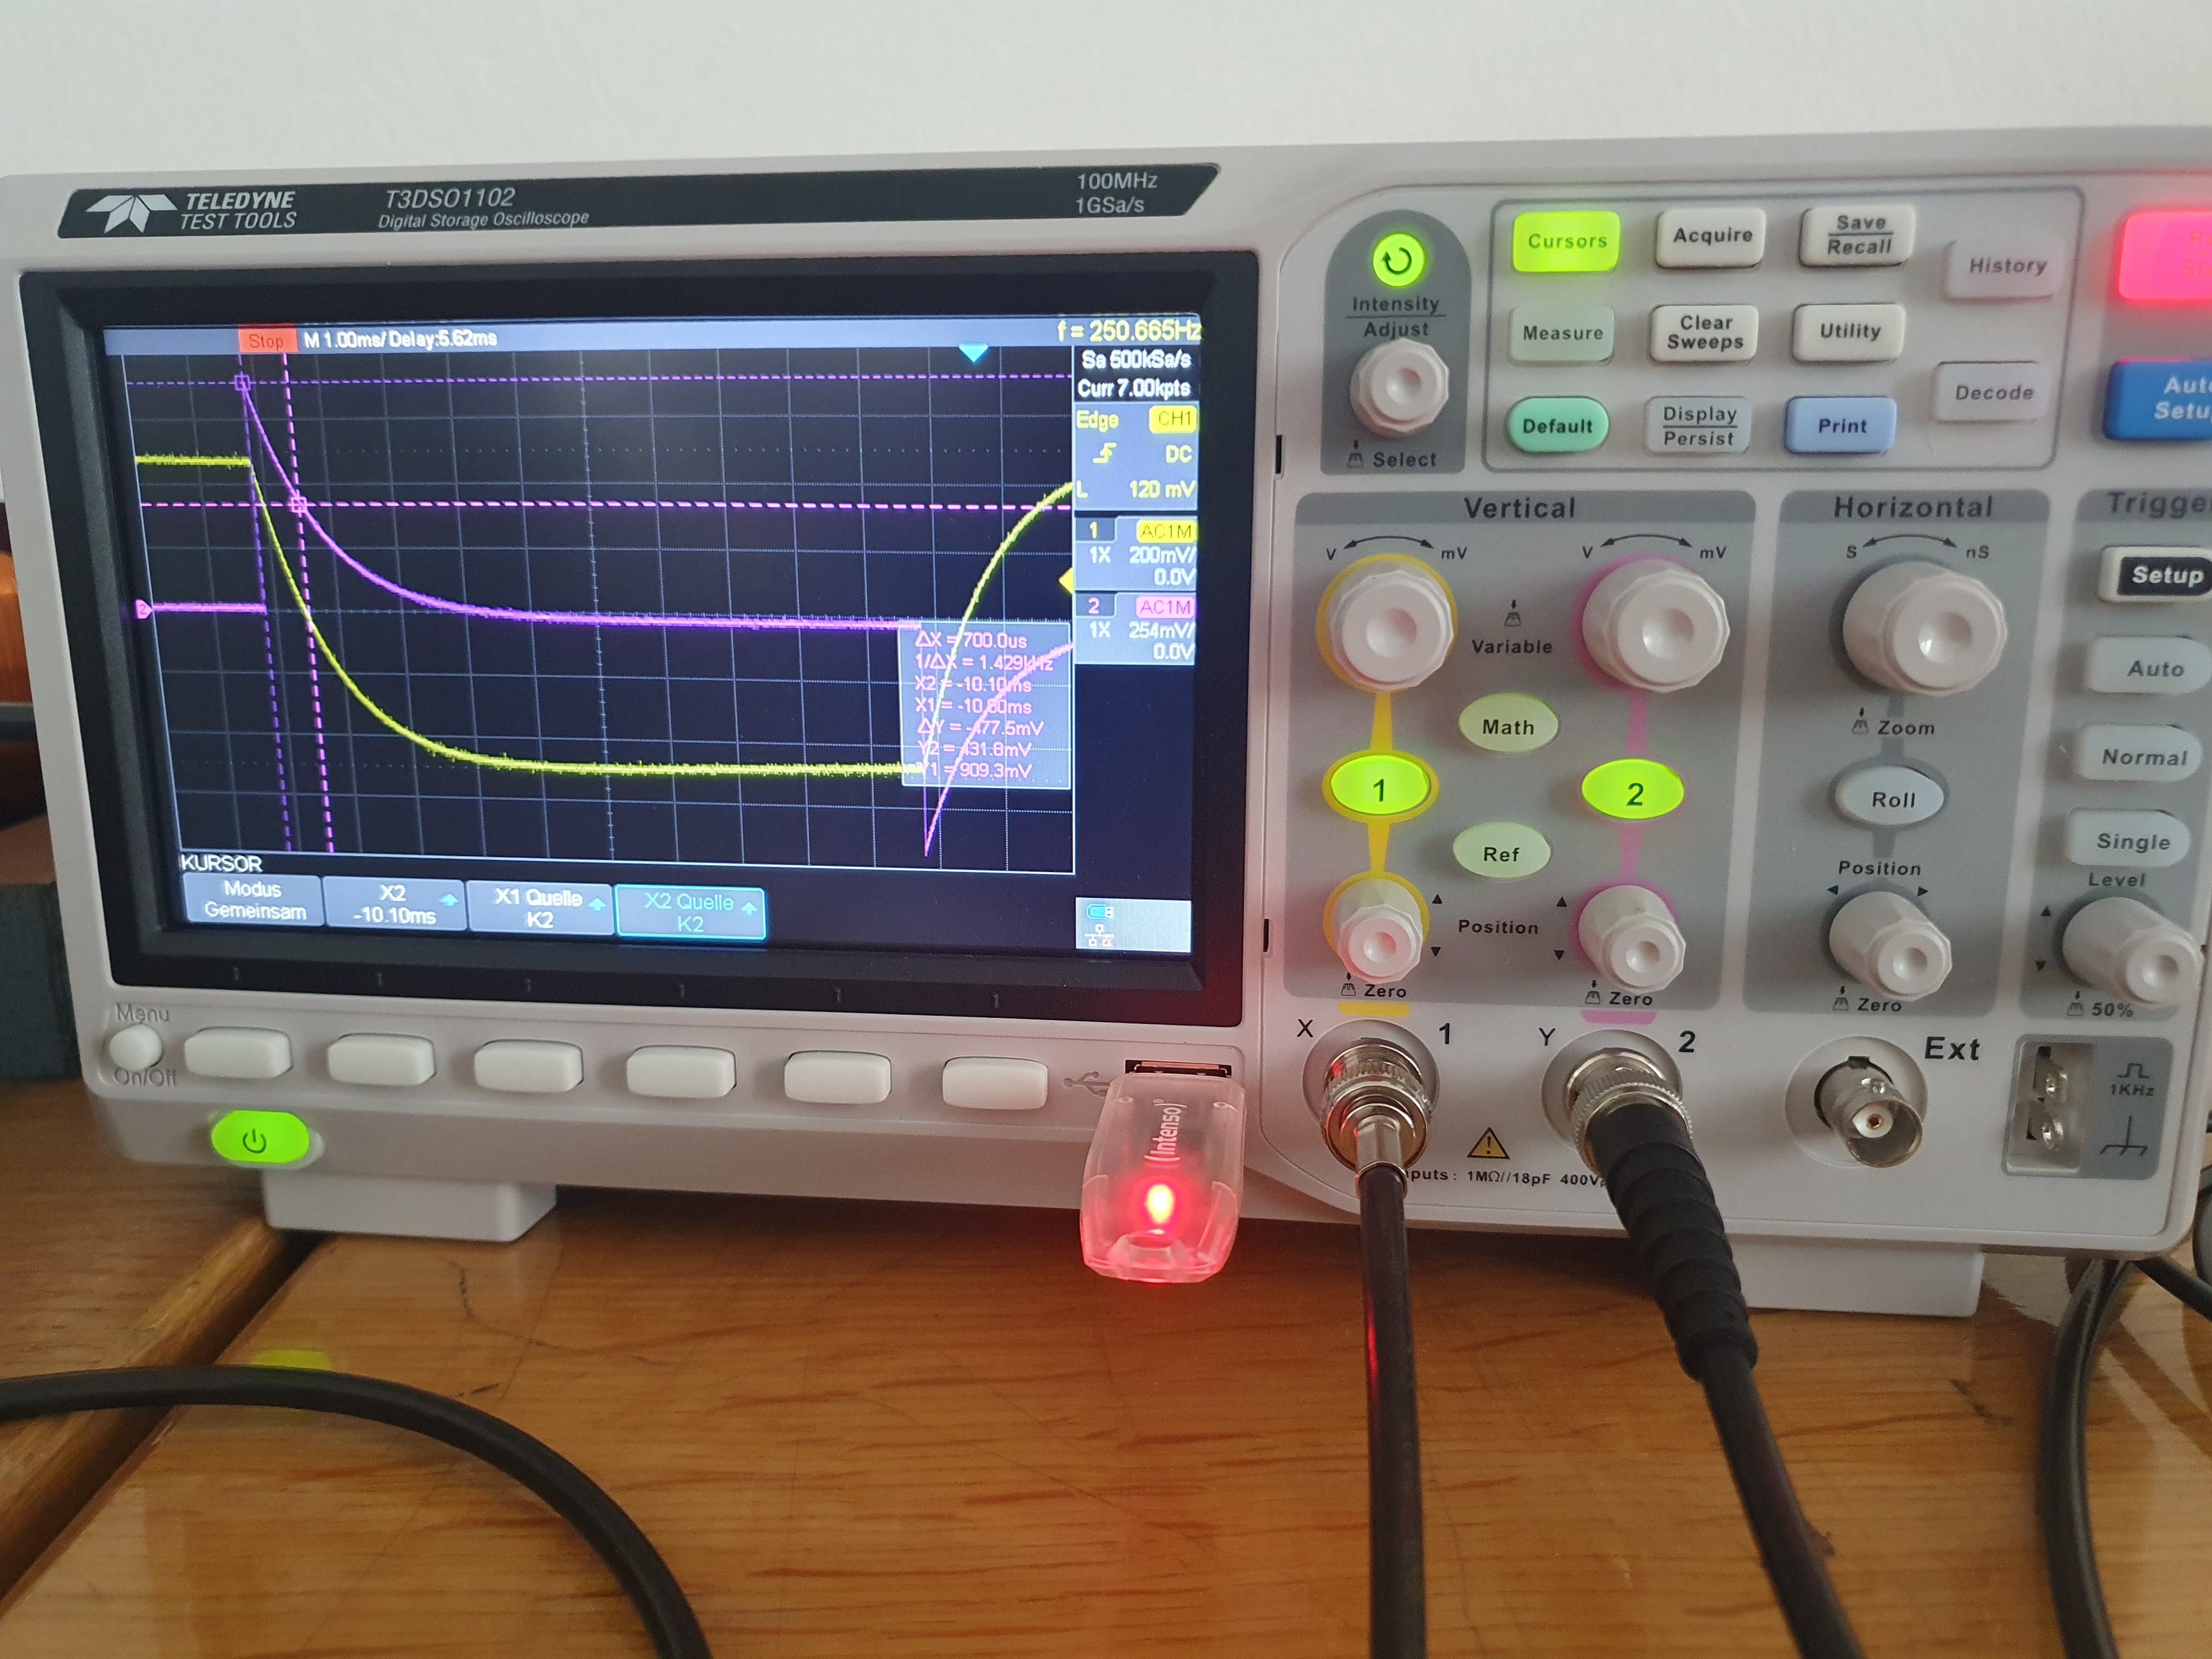 TELEDYNE
TEST TOOLS
T3DSO1102
Digital Storage Oscilloscope
100MHz
1GSa/s
Stop
M 1.00ms/ Delay:5.62ms
f = 250.665Hz
Sa 500kSa/s
Curr 7.00kpts
Edge CH1
DC
L 120 mV
1 AC1M
1X 200mV/
0.0V
2 AC1M
1X 254mV/
0.0V
2
ΔX = 700.0us
1/ΔX = 1.429kHz
X2 = -10.10ms
X1 = -10.80ms
ΔY = -477.5mV
Y2 = 431.8mV
Y1 = 909.3mV
KURSOR
Modus
Gemeinsam
X2
-10.10ms
X1 Quelle
K2
X2 Quelle
K2
Menu
On/Off
Intensity
Adjust
Select
Cursors
Acquire
Save
Recall
History
Measure
Clear
Sweeps
Utility
Decode
Default
Display
Persist
Print
Auto
Setup
Vertical
V mV
V mV
Variable
Math
1
2
Ref
Position
Zero
Zero
Horizontal
S nS
Zoom
Roll
Position
Zero
Trigge
Setup
Auto
Normal
Single
Level
50%
X
1
Y
2
Ext
1KHz
puts: 1MΩ//18pF 400V
(Intenso)®